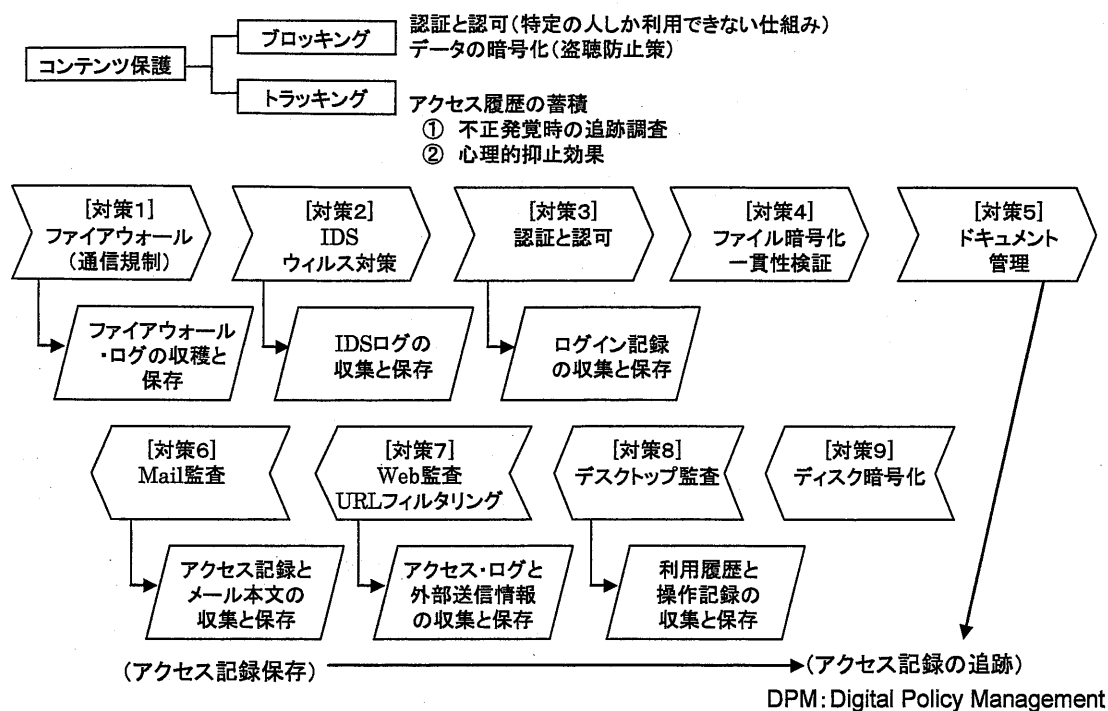 コンテンツ保護
ブロッキング
認証と認可(特定の人しか利用できない仕組み)
データの暗号化(盗聴防止策)
トラッキング
アクセス履歴の蓄積
① 不正発覚時の追跡調査
② 心理的抑止効果
[対策1]
ファイアウォール
(通信規制)
[対策2]
IDS
ウィルス対策
[対策3]
認証と認可
[対策4]
ファイル暗号化
一貫性検証
[対策5]
ドキュメント
管理
ファイアウォール
・ログの収穫と
保存
IDSログの
収集と保存
ログイン記録
の収集と保存
[対策6]
Mail監査
[対策7]
Web監査
URLフィルタリング
[対策8]
デスクトップ監査
[対策9]
ディスク暗号化
アクセス記録と
メール本文の
収集と保存
アクセス・ログと
外部送信情報
の収集と保存
利用履歴と
操作記録の
収集と保存
(アクセス記録保存)
(アクセス記録の追跡)
DPM:Digital Policy Management